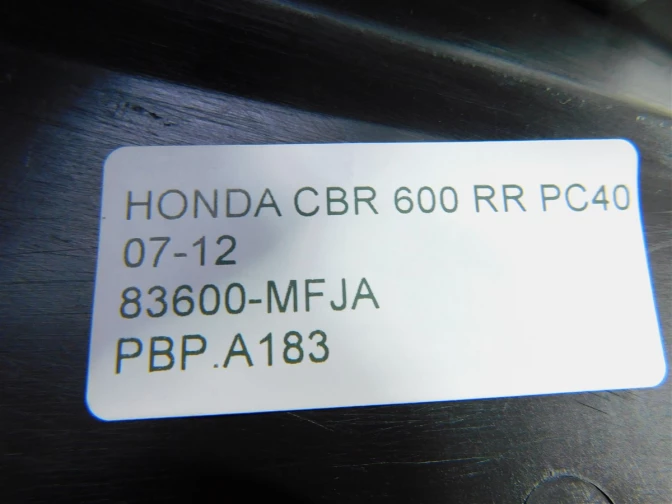 HONDA CBR 600 RR PC40
07-12
83600-MFJA
PBP.A183